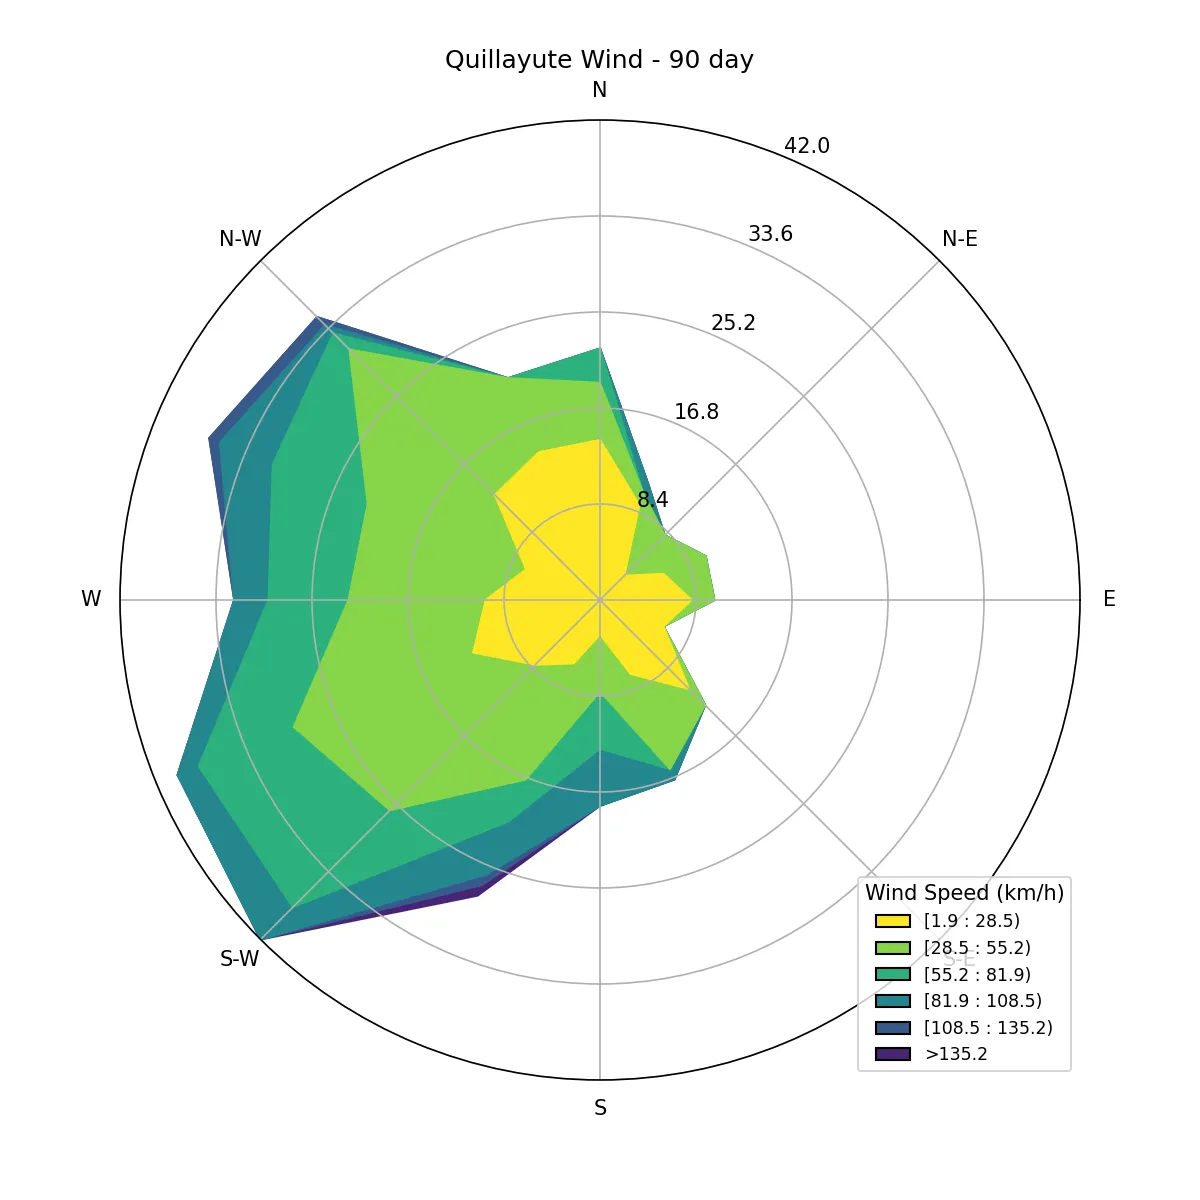 Quillayute Wind - 90 day
N
42.0
N-W
33.6
N-E
25.2
16.8
8.4
W
E
Wind Speed (km/h)
[1.9 : 28.5)
[28.5 : 55.2)
S-W
S-E
[55.2 : 81.9)
[81.9 : 108.5)
[108.5 : 135.2)
>135.2
S